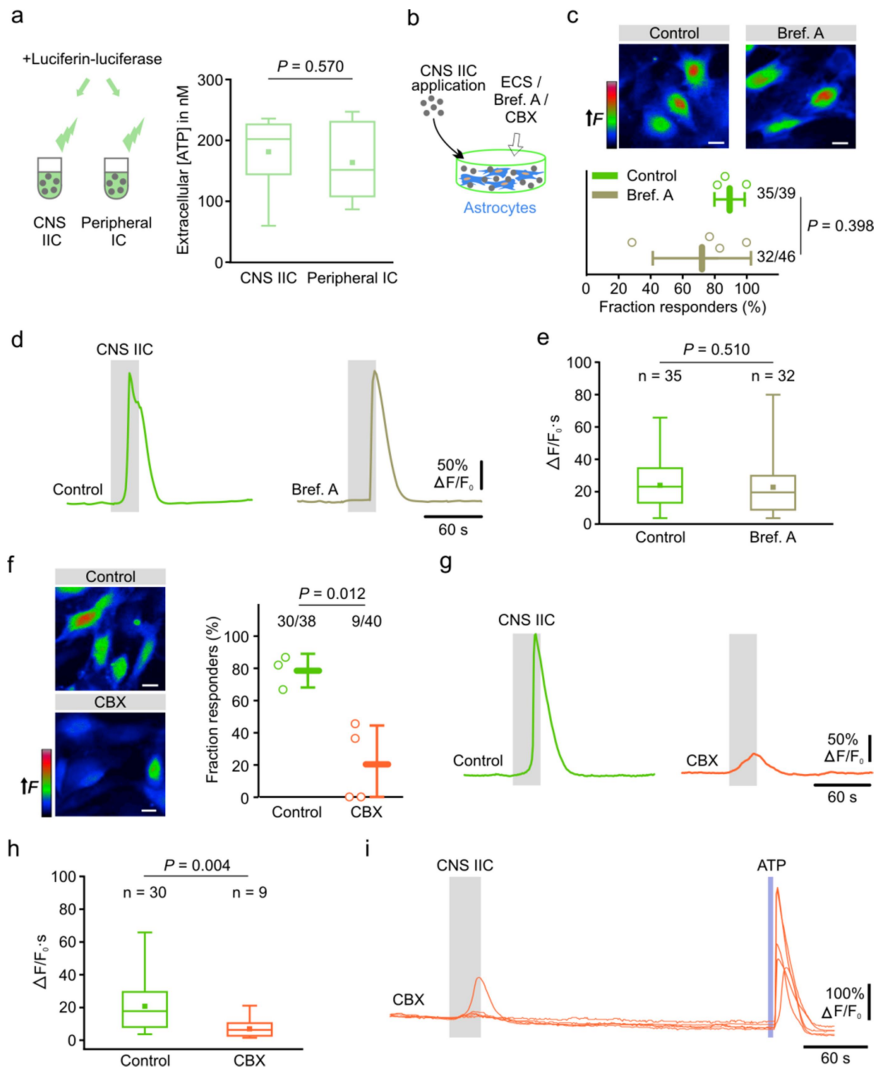 a
+Luciferin-luciferase
CNS
IIC
Peripheral
IC
Extracellular [ATP] in nM
300
200
100
0
P = 0.570
CNS IIC
Peripheral IC
b
CNS IIC
application
ECS /
Bref. A /
CBX
Astrocytes
c
Control
Bref. A
F
Control
Bref. A
35/39
32/46
P = 0.398
0 20 40 60 80 100
Fraction responders (%)
d
CNS IIC
Control
Bref. A
50%
ΔF/F₀
60 s
e
P = 0.510
n = 35
n = 32
ΔF/F₀·s
100
80
60
40
20
0
Control
Bref. A
f
Control
CBX
F
P = 0.012
30/38
9/40
Fraction responders (%)
100
80
60
40
20
0
Control
CBX
g
CNS IIC
Control
CBX
50%
ΔF/F₀
60 s
h
P = 0.004
n = 30
n = 9
ΔF/F₀·s
100
80
60
40
20
0
Control
CBX
i
CNS IIC
ATP
CBX
100%
ΔF/F₀
60 s